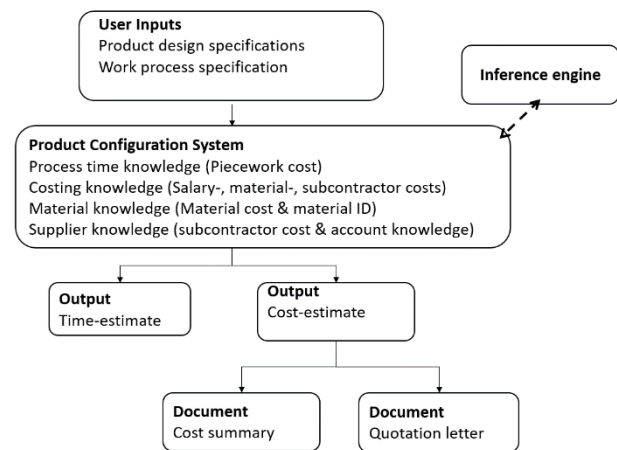 User Inputs
Product design specifications
Work process specification
Inference engine
Product Configuration System
Process time knowledge (Piecework cost)
Costing knowledge (Salary-, material-, subcontractor costs)
Material knowledge (Material cost & material ID)
Supplier knowledge (subcontractor cost & account knowledge)
Output
Time-estimate
Output
Cost-estimate
Document
Cost summary
Document
Quotation letter